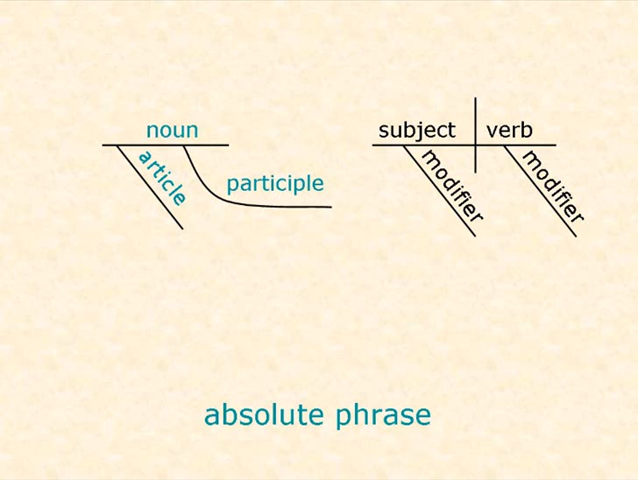 noun
article
participle
subject
verb
modifier
modifier
absolute phrase